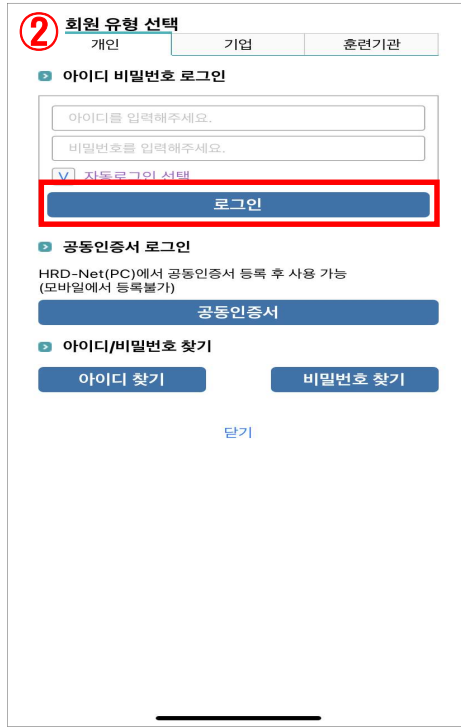 ②
회원 유형 선택
개인 기업 훈련기관
아이디 비밀번호 로그인
아이디를 입력해주세요.
비밀번호를 입력해주세요.
V 자동로그인 선택
로그인
공동인증서 로그인
HRD-Net(PC)에서 공동인증서 등록 후 사용 가능
(모바일에서 등록불가)
공동인증서
아이디/비밀번호 찾기
아이디 찾기 비밀번호 찾기
닫기